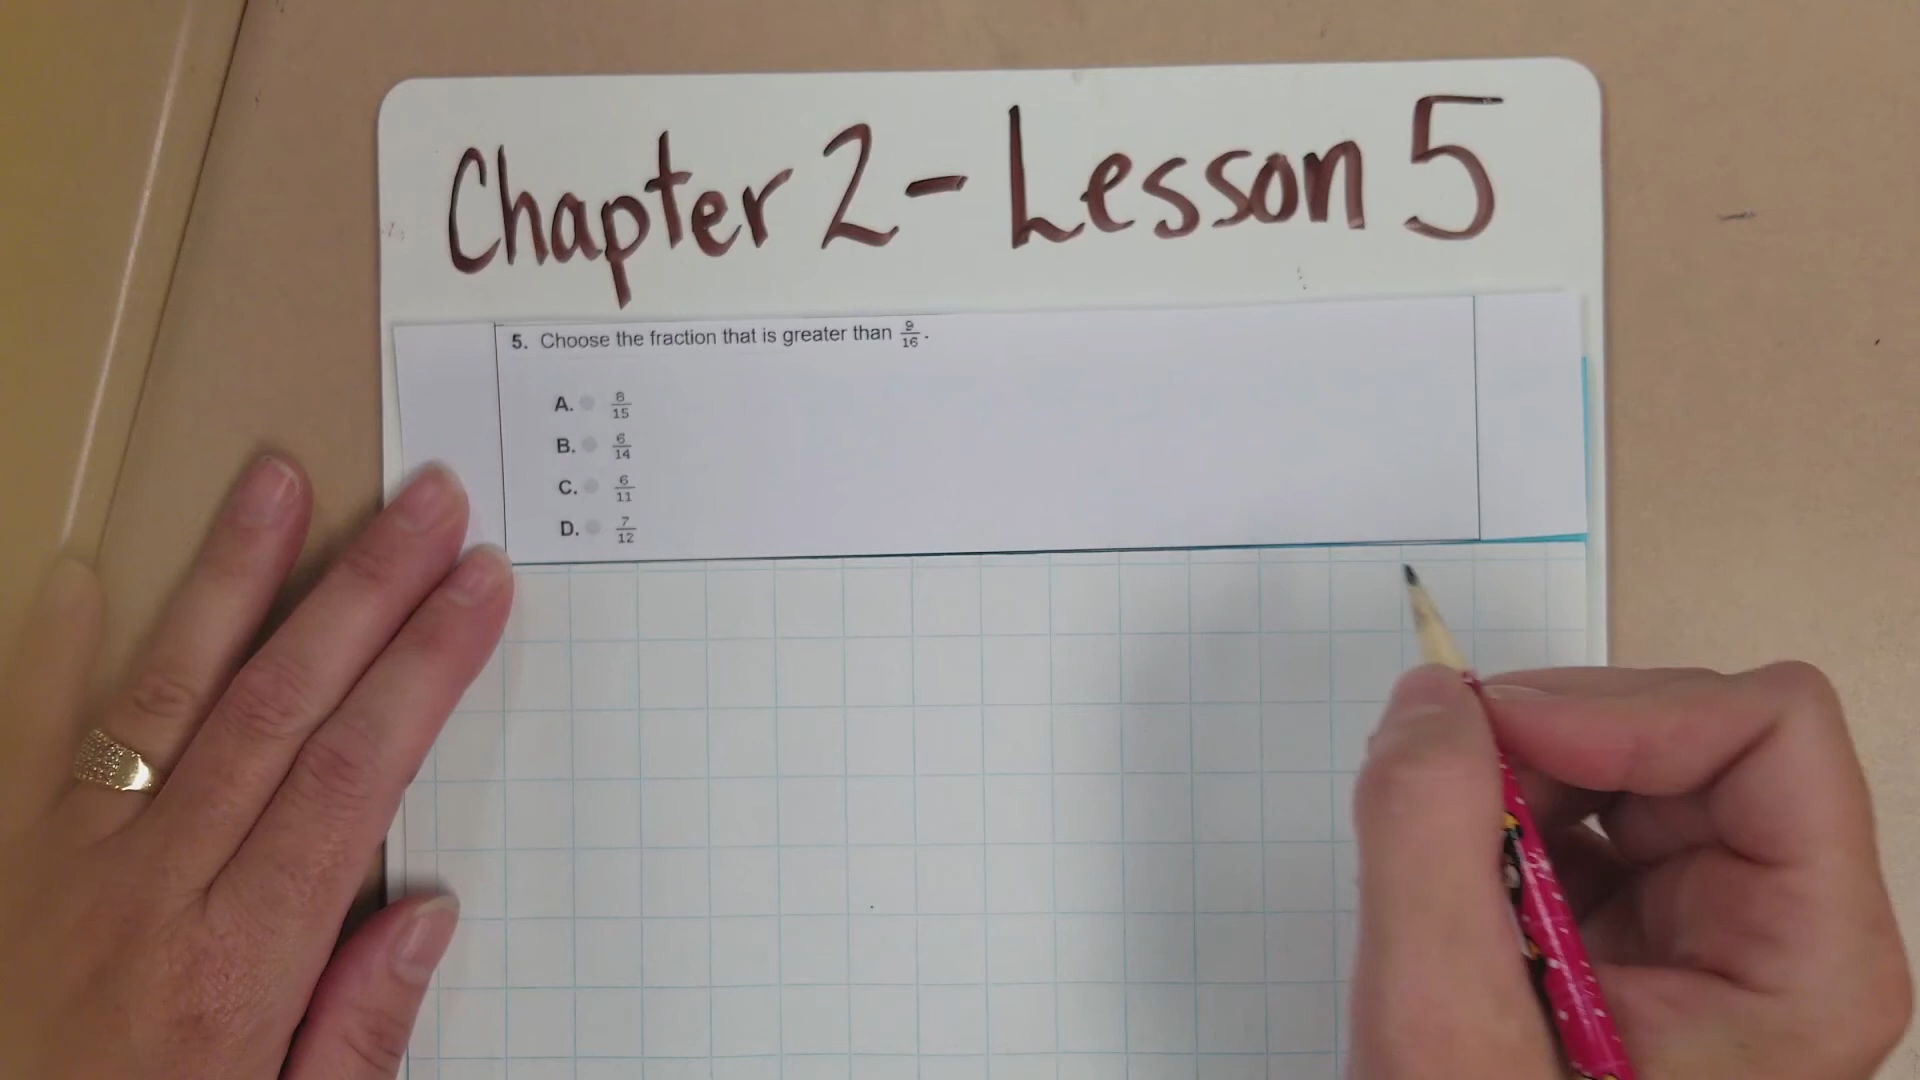 Chapter 2 - Lesson 5
5. Choose the fraction that is greater than 9/16.
A. 8/15
B. 6/14
C. 6/11
D. 7/12